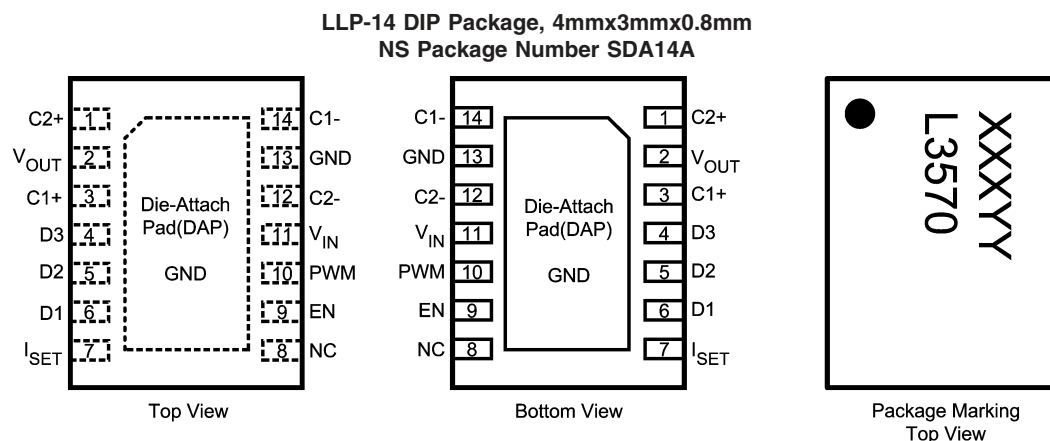 LLP-14 DIP Package, 4mmx3mmx0.8mm
NS Package Number SDA14A
C2+ 1
VOUT 2
C1+ 3
D3 4
D2 5
D1 6
ISET 7
Die-Attach
Pad(DAP)
GND
14 C1-
13 GND
12 C2-
11 VIN
10 PWM
9 EN
8 NC
Top View
C1- 14
GND 13
C2- 12
VIN 11
PWM 10
EN 9
NC 8
Die-Attach
Pad(DAP)
GND
1 C2+
2 VOUT
3 C1+
4 D3
5 D2
6 D1
7 ISET
Bottom View
XXXYY
L3570
Package Marking
Top View